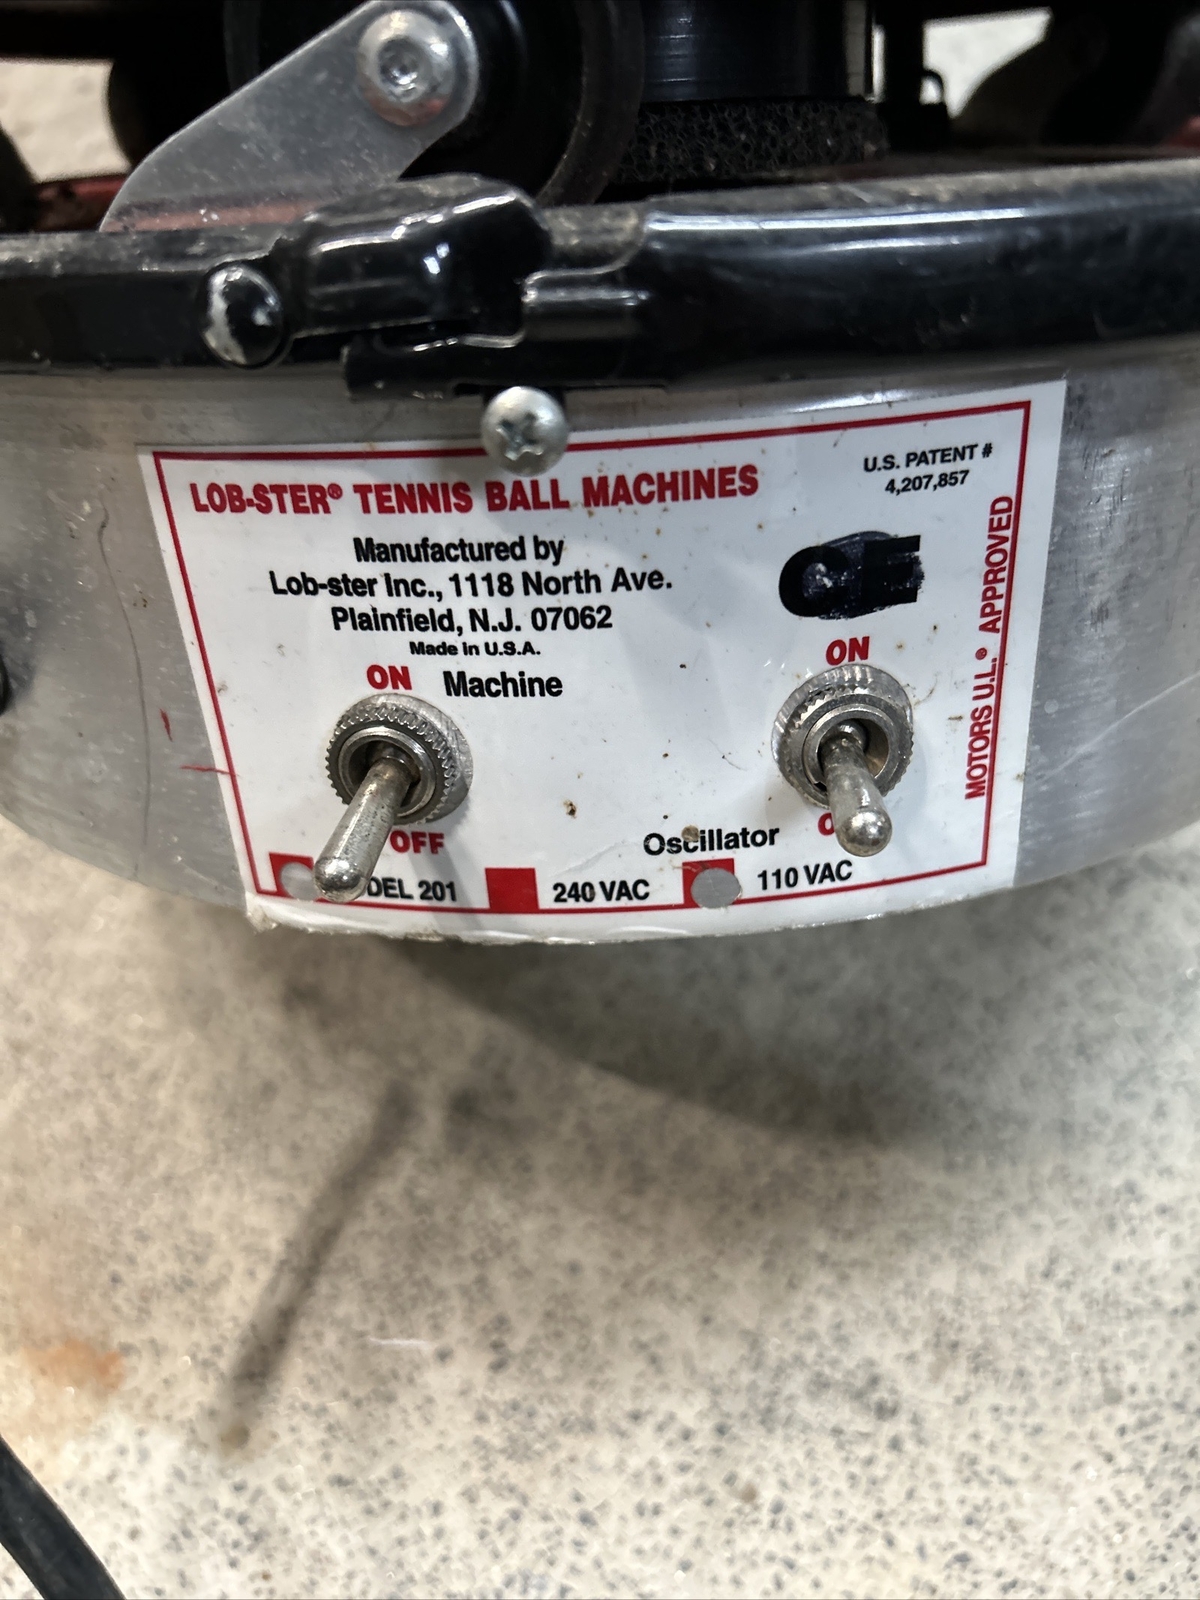 LOB-STER® TENNIS BALL MACHINES
U.S. PATENT #
4,207,857
Manufactured by
Lob-ster Inc., 1118 North Ave.
Plainfield, N.J. 07062
Made in U.S.A.
MOTORS U.L.® APPROVED
ON Machine
ON
OFF
Oscillator
201
240 VAC
110 VAC